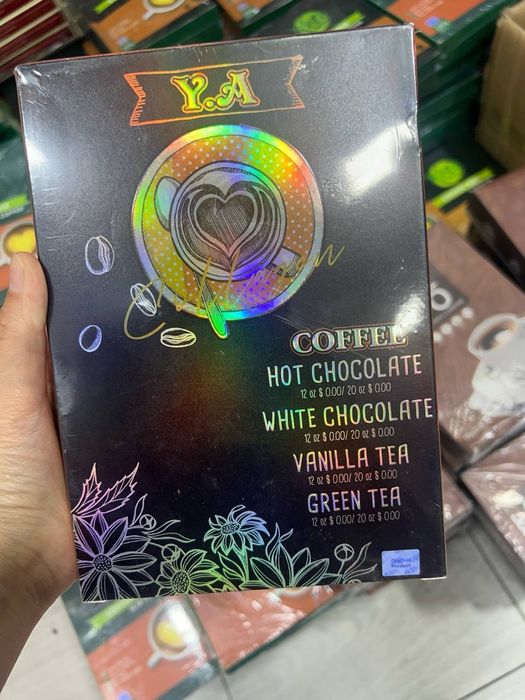 Y.A
COFFEE
HOT CHOCOLATE
12 oz $ 0.00/ 20 oz $ 0.00
WHITE CHOCOLATE
12 oz $ 0.00/ 20 oz $ 0.00
VANILLA TEA
12 oz $ 0.00/ 20 oz $ 0.00
GREEN TEA
12 oz $ 0.00/ 20 oz $ 0.00
Original
Product